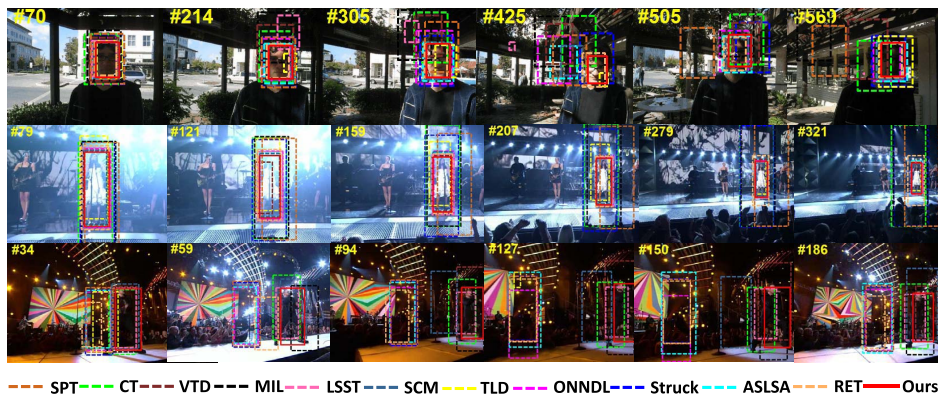 #70 #214 #305 #425 #505 #569
#79 #121 #159 #207 #279 #321
#34 #59 #94 #127 #150 #186
SPT CT VTD MIL LSST SCM TLD ONNDL Struck ASLSA RET Ours